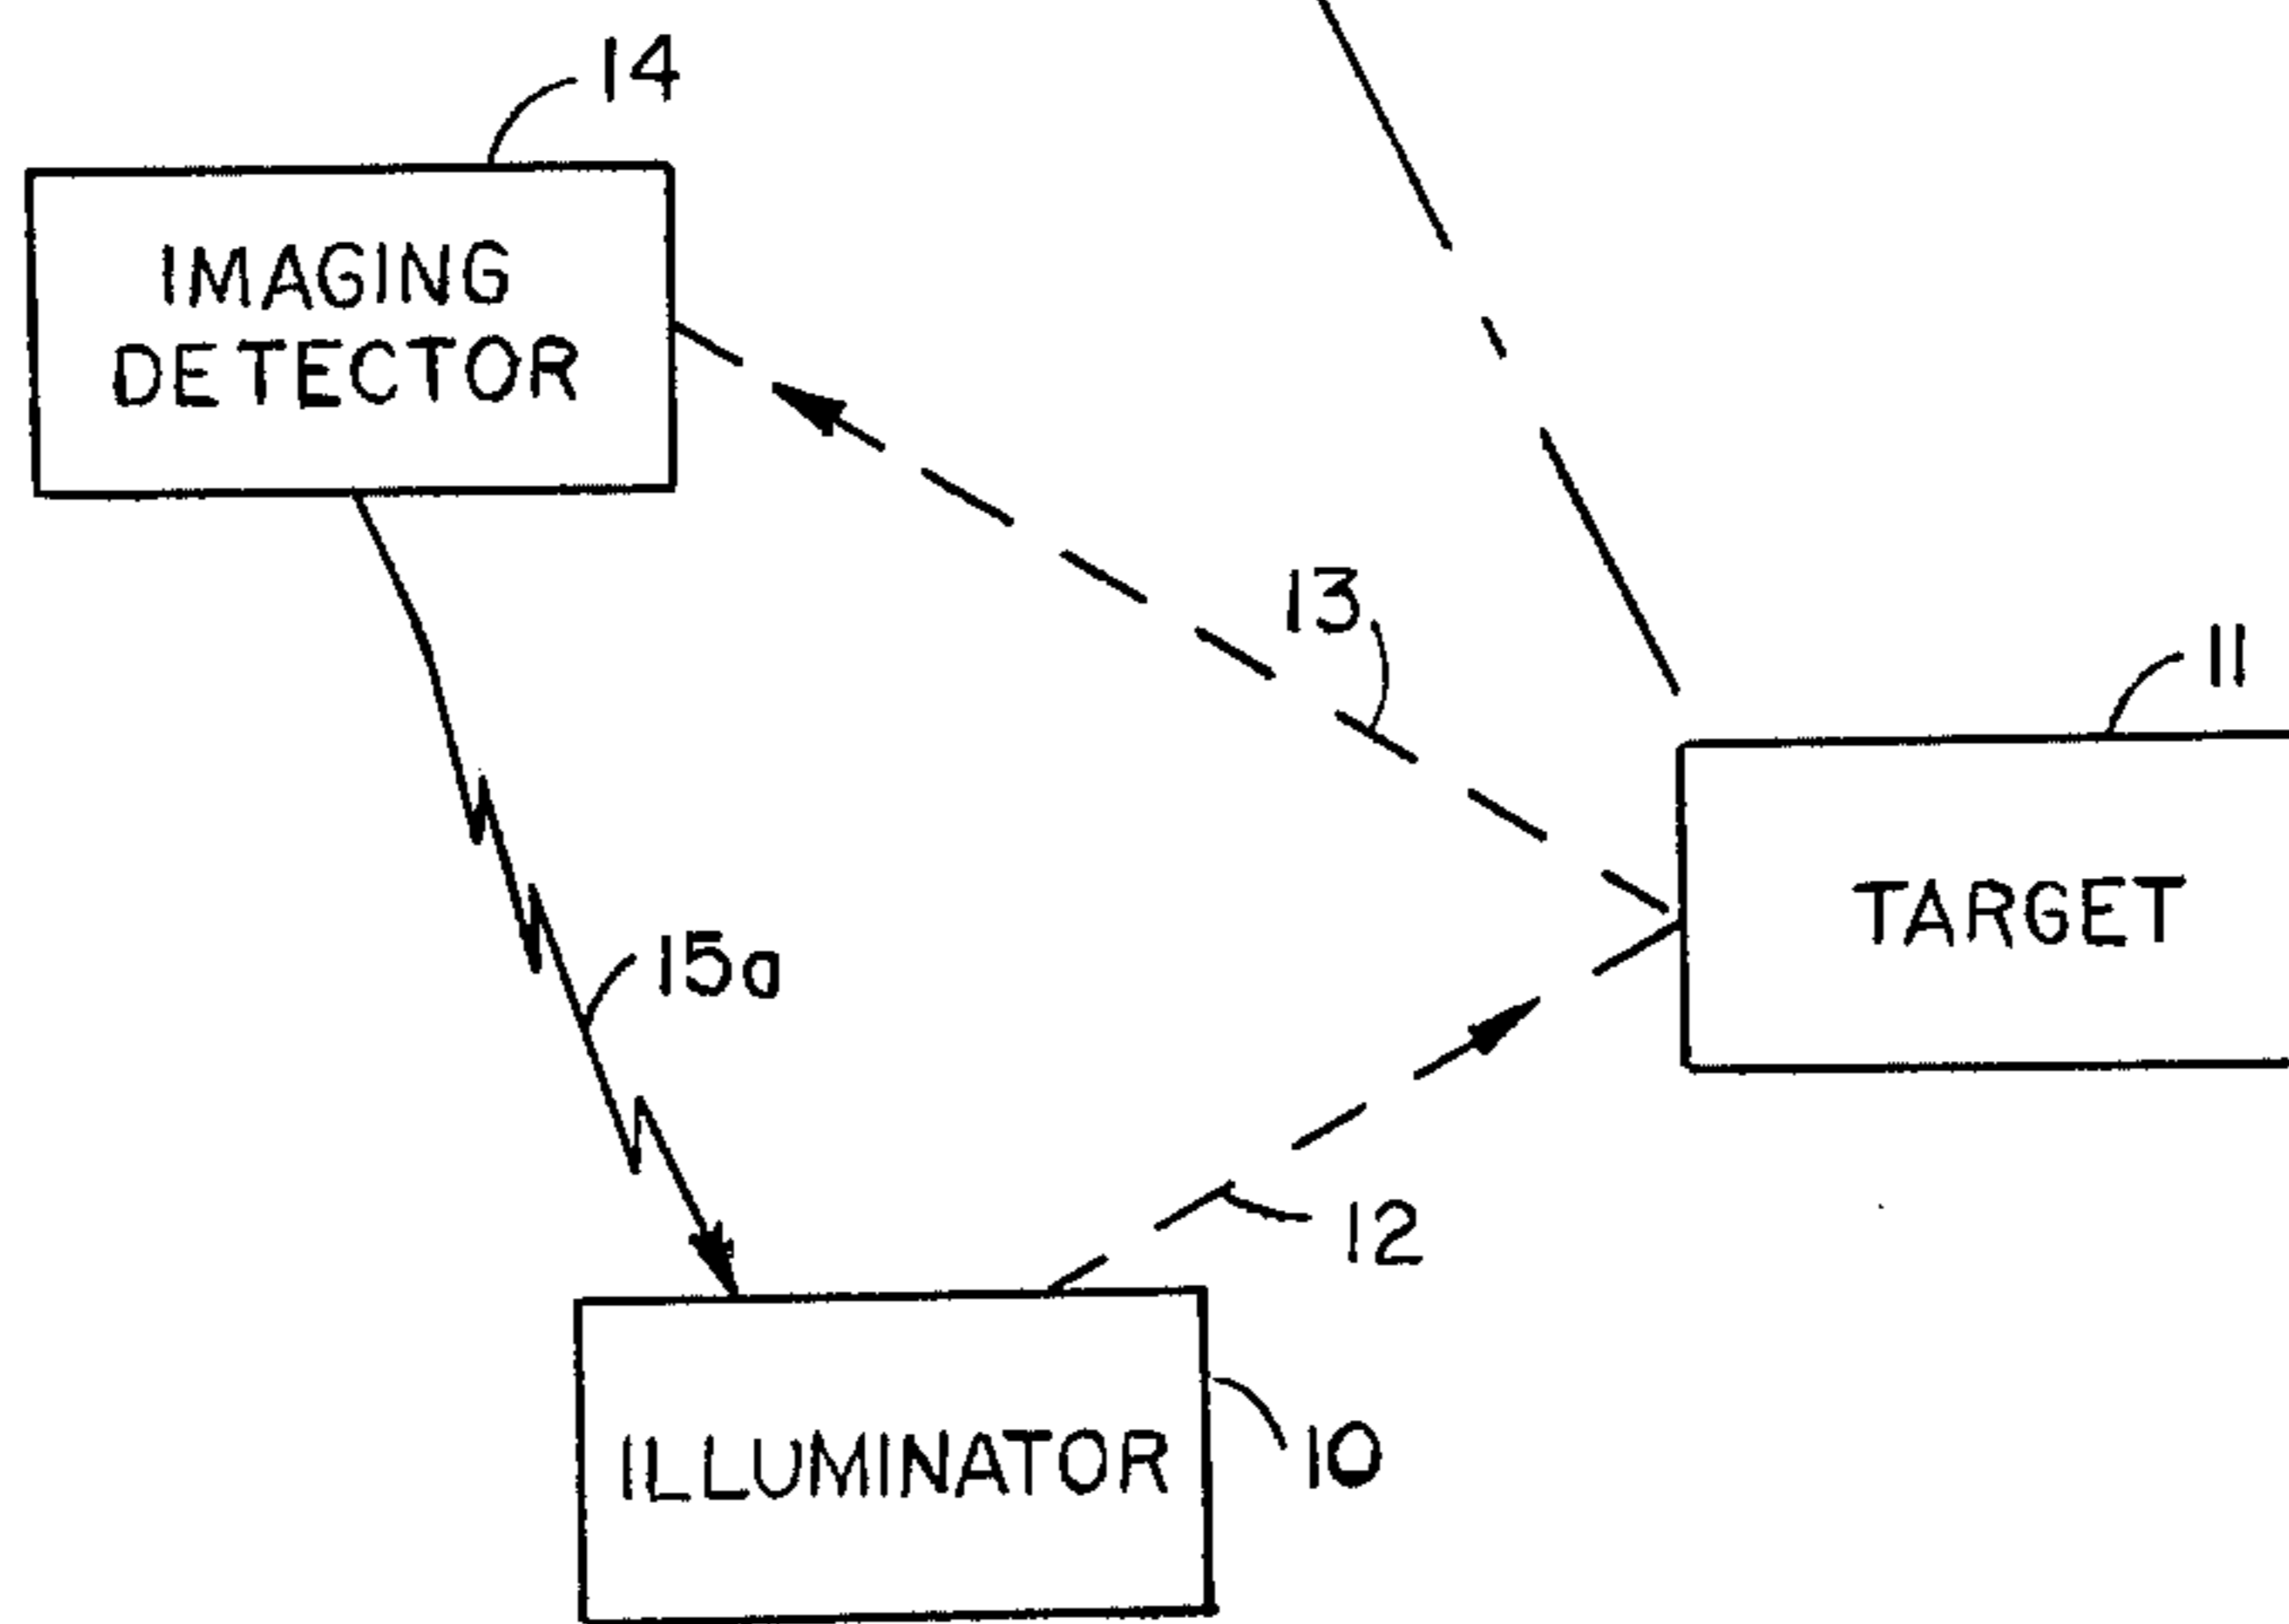 14
IMAGING
DETECTOR
13
11
TARGET
15a
12
ILLUMINATOR
10